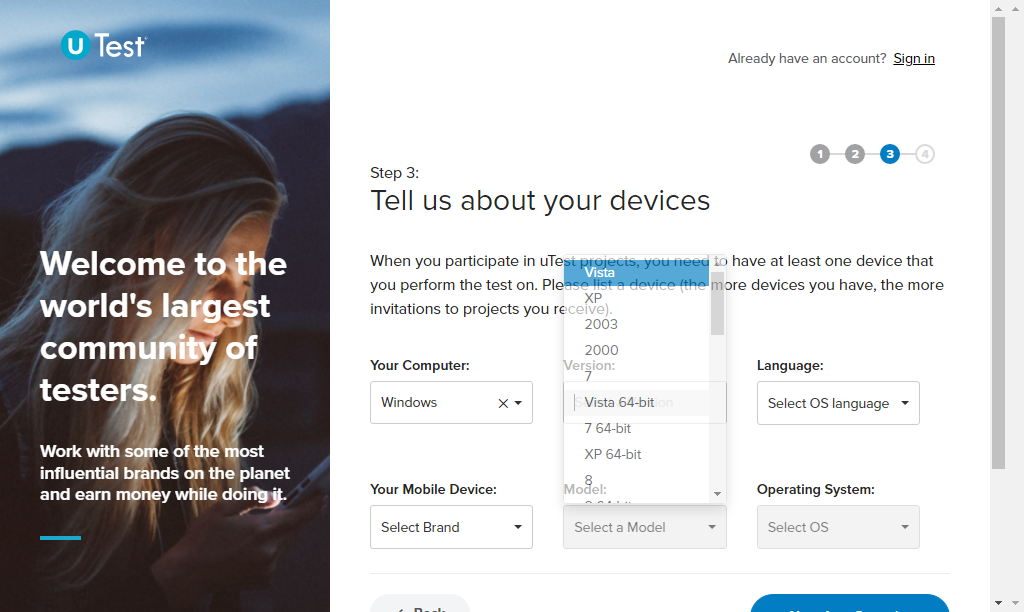 U Test
Already have an account? Sign in
1 2 3 4
Step 3:
Tell us about your devices
Welcome to the
world's largest
community of
testers.
Work with some of the most
influential brands on the planet
and earn money while doing it.
When you participate in uTest projects, you need to have at least one device that
you perform the test on. Please list a device (the more devices you have, the more
invitations to projects you receive).
Vista
XP
2003
2000
7
Vista 64-bit
7 64-bit
XP 64-bit
8
Your Computer: Version: Language:
Windows Select OS language
Your Mobile Device: Model: Operating System:
Select Brand Select a Model Select OS
Back